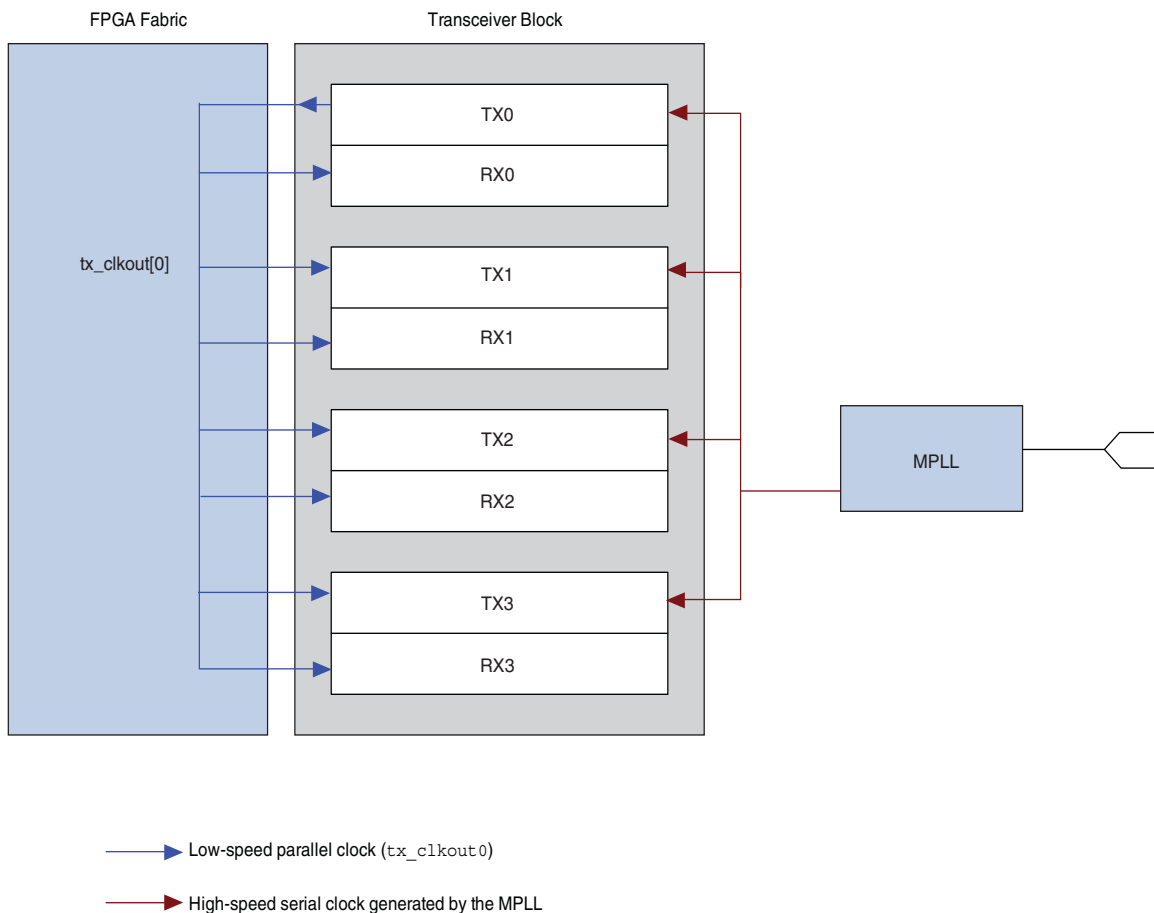 FPGA Fabric
Transceiver Block
TX0
RX0
tx_clkout[0]
TX1
RX1
TX2
RX2
MPLL
TX3
RX3
Low-speed parallel clock (tx_clkout0)
High-speed serial clock generated by the MPLL